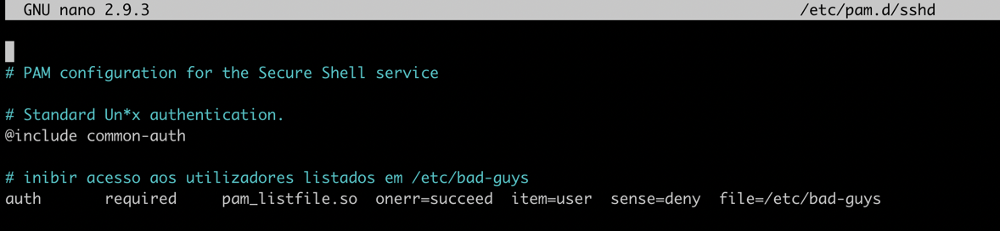 GNU nano 2.9.3 /etc/pam.d/sshd
# PAM configuration for the Secure Shell service
# Standard Un*x authentication.
@include common-auth
# inibir acesso aos utilizadores listados em /etc/bad-guys
auth required pam_listfile.so onerr=succeed item=user sense=deny file=/etc/bad-guys